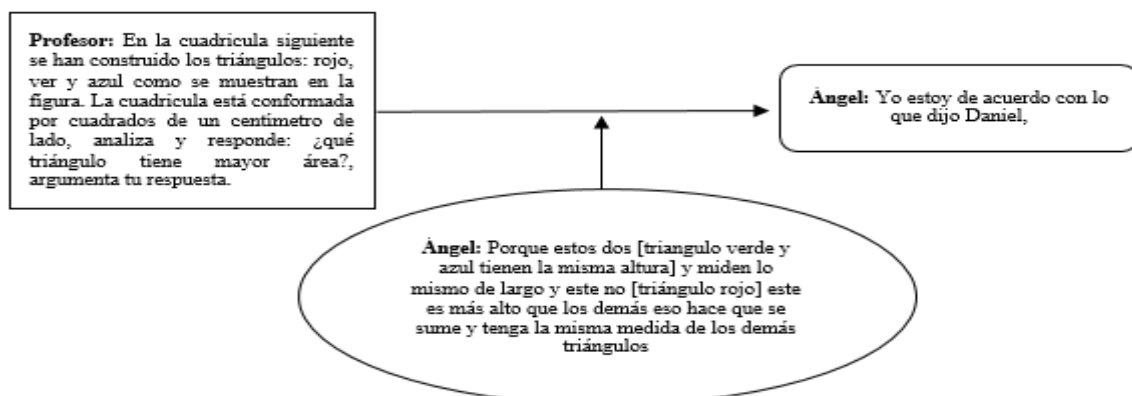 Profesor: En la cuadricula siguiente
se han construido los triángulos: rojo,
ver y azul como se muestran en la
figura. La cuadricula está conformada
por cuadrados de un centímetro de
lado, analiza y responde: ¿qué
triángulo tiene mayor área?,
argumenta tu respuesta.
Ángel: Yo estoy de acuerdo con lo
que dijo Daniel,
Ángel: Porque estos dos [triangulo verde y
azul tienen la misma altura] y miden lo
mismo de largo y este no [triángulo rojo] este
es más alto que los demás eso hace que se
sume y tenga la misma medida de los demás
triángulos